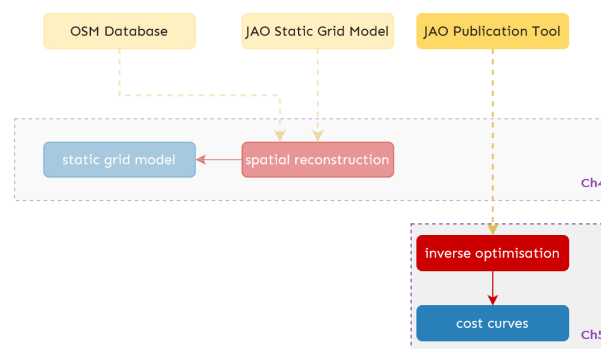 OSM Database
JAO Static Grid Model
JAO Publication Tool
static grid model
spatial reconstruction
Ch4
inverse optimisation
cost curves
Ch5